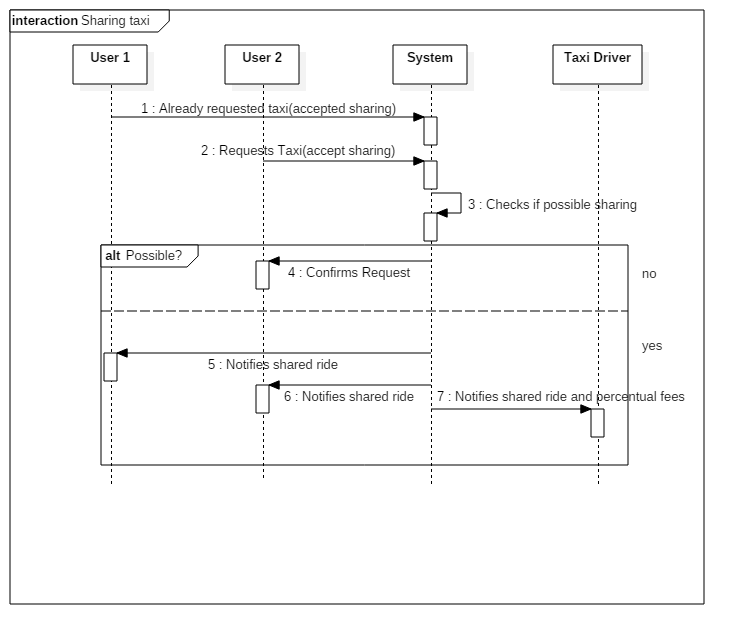 interaction Sharing taxi
User 1
User 2
System
Taxi Driver
1 : Already requested taxi(accepted sharing)
2 : Requests Taxi(accept sharing)
3 : Checks if possible sharing
alt Possible?
4 : Confirms Request
no
yes
5 : Notifies shared ride
6 : Notifies shared ride
7 : Notifies shared ride and percentual fees